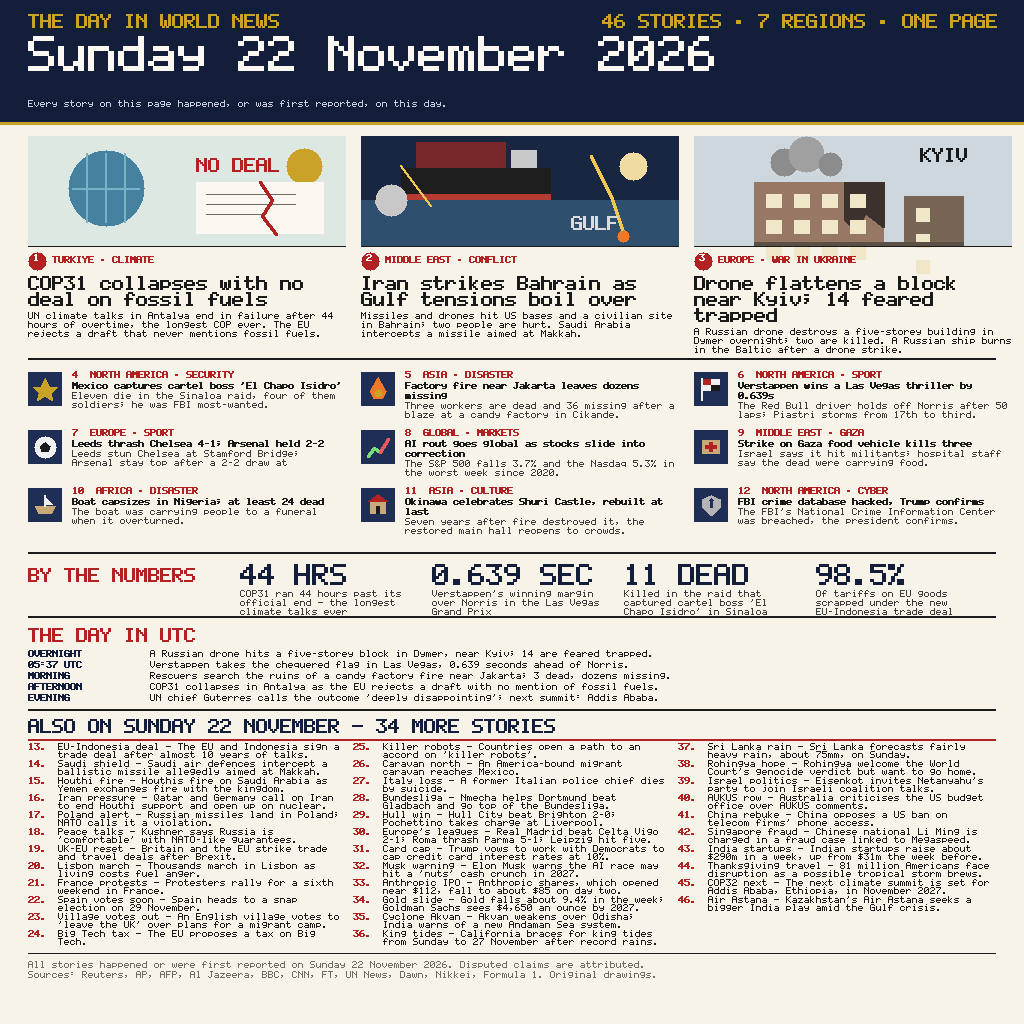 THE DAY IN WORLD NEWS
46 STORIES · 7 REGIONS · ONE PAGE
Sunday 22 November 2026
Every story on this page happened, or was first reported, on this day.
NO DEAL
GULF
KYIV
1 TURKIYE · CLIMATE
COP31 collapses with no
deal on fossil fuels
UN climate talks in Antalya end in failure after 44
hours of overtime, the longest COP ever. The EU
rejects a draft that never mentions fossil fuels.
2 MIDDLE EAST · CONFLICT
Iran strikes Bahrain as
Gulf tensions boil over
Missiles and drones hit US bases and a civilian site
in Bahrain; two people are hurt. Saudi Arabia
intercepts a missile aimed at Makkah.
3 EUROPE · WAR IN UKRAINE
Drone flattens a block
near Kyiv; 14 feared
trapped
A Russian drone destroys a five-storey building in
Dymer overnight; two are killed. A Russian ship burns
in the Baltic after a drone strike.
4 NORTH AMERICA · SECURITY
Mexico captures cartel boss 'El Chapo Isidro'
Eleven die in the Sinaloa raid, four of them
soldiers; he was FBI most-wanted.
5 ASIA · DISASTER
Factory fire near Jakarta leaves dozens
missing
Three workers are dead and 36 missing after a
blaze at a candy factory in Cikande.
6 NORTH AMERICA · SPORT
Verstappen wins a Las Vegas thriller by
0.639s
The Red Bull driver holds off Norris after 50
laps; Piastri storms from 17th to third.
7 EUROPE · SPORT
Leeds thrash Chelsea 4-1; Arsenal held 2-2
Leeds stun Chelsea at Stamford Bridge;
Arsenal stay top after a 2-2 draw at
8 GLOBAL · MARKETS
AI rout goes global as stocks slide into
correction
The S&P 500 falls 3.7% and the Nasdaq 5.3% in
the worst week since 2020.
9 MIDDLE EAST · GAZA
Strike on Gaza food vehicle kills three
Israel says it hit militants; hospital staff
say the dead were carrying food.
10 AFRICA · DISASTER
Boat capsizes in Nigeria; at least 24 dead
The boat was carrying people to a funeral
when it overturned.
11 ASIA · CULTURE
Okinawa celebrates Shuri Castle, rebuilt at
last
Seven years after fire destroyed it, the
restored main hall reopens to crowds.
12 NORTH AMERICA · CYBER
FBI crime database hacked, Trump confirms
The FBI's National Crime Information Center
was breached, the president confirms.
BY THE NUMBERS
44 HRS
COP31 ran 44 hours past its
official end – the longest
climate talks ever
0.639 SEC
Verstappen's winning margin
over Norris in the Las Vegas
Grand Prix
11 DEAD
Killed in the raid that
captured cartel boss 'El
Chapo Isidro' in Sinaloa
98.5%
Of tariffs on EU goods
scrapped under the new
EU-Indonesia trade deal
THE DAY IN UTC
OVERNIGHT A Russian drone hits a five-storey block in Dymer, near Kyiv; 14 are feared trapped.
05:37 UTC Verstappen takes the chequered flag in Las Vegas, 0.639 seconds ahead of Norris.
MORNING Rescuers search the ruins of a candy factory fire near Jakarta; 3 dead, dozens missing.
AFTERNOON COP31 collapses in Antalya as the EU rejects a draft with no mention of fossil fuels.
EVENING UN chief Guterres calls the outcome 'deeply disappointing'; next summit: Addis Ababa.
ALSO ON SUNDAY 22 NOVEMBER — 34 MORE STORIES
13. EU-Indonesia deal – The EU and Indonesia sign a
trade deal after almost 10 years of talks.
14. Saudi shield – Saudi air defences intercept a
ballistic missile allegedly aimed at Makkah.
15. Houthi fire – Houthis fire on Saudi Arabia as
Yemen exchanges fire with the kingdom.
16. Iran pressure – Qatar and Germany call on Iran
to end Houthi support and open up on nuclear.
17. Poland alert – Russian missiles land in Poland;
NATO calls it a violation.
18. Peace talks – Kushner says Russia is
'comfortable' with NATO-like guarantees.
19. UK-EU reset – Britain and the EU strike trade
and travel deals after Brexit.
20. Lisbon march – Thousands march in Lisbon as
living costs fuel anger.
21. France protests – Protesters rally for a sixth
weekend in France.
22. Spain votes soon – Spain heads to a snap
election on 29 November.
23. Village votes out – An English village votes to
'leave the UK' over plans for a migrant camp.
24. Big Tech tax – The EU proposes a tax on Big
Tech.
25. Killer robots – Countries open a path to an
accord on 'killer robots'.
26. Caravan north – An America-bound migrant
caravan reaches Mexico.
27. Italy loss – A former Italian police chief dies
by suicide.
28. Bundesliga – Nmecha helps Dortmund beat
Gladbach and go top of the Bundesliga.
29. Hull win – Hull City beat Brighton 2-0;
Pochettino takes charge at Liverpool.
30. Europe's leagues – Real Madrid beat Celta Vigo
2-1; Roma thrash Parma 5-1; Leipzig hit five.
31. Card cap – Trump vows to work with Democrats to
cap credit card interest rates at 10%.
32. Musk warning – Elon Musk warns the AI race may
hit a 'nuts' cash crunch in 2027.
33. Anthropic IPO – Anthropic shares, which opened
near $112, fall to about $85 on day two.
34. Gold slide – Gold falls about 9.4% in the week;
Goldman Sachs sees $4,650 an ounce by 2027.
35. Cyclone Akvan – Akvan weakens over Odisha;
India warns of a new Andaman Sea system.
36. King tides – California braces for king tides
from Sunday to 27 November after record rains.
37. Sri Lanka rain – Sri Lanka forecasts fairly
heavy rain, about 75mm, on Sunday.
38. Rohingya hope – Rohingya welcome the World
Court's genocide verdict but want to go home.
39. Israel politics – Eisenkot invites Netanyahu's
party to join Israeli coalition talks.
40. AUKUS row – Australia criticises the US budget
office over AUKUS comments.
41. China rebuke – China opposes a US ban on
telecom firms' phone access.
42. Singapore fraud – Chinese national Li Ming is
charged in a fraud case linked to Megaspeed.
43. India startups – Indian startups raise about
$290m in a week, up from $31m the week before.
44. Thanksgiving travel – 81 million Americans face
disruption as a possible tropical storm brews.
45. COP32 next – The next climate summit is set for
Addis Ababa, Ethiopia, in November 2027.
46. Air Astana – Kazakhstan's Air Astana seeks a
bigger India play amid the Gulf crisis.
All stories happened or were first reported on Sunday 22 November 2026. Disputed claims are attributed.
Sources: Reuters, AP, AFP, Al Jazeera, BBC, CNN, FT, UN News, Dawn, Nikkei, Formula 1. Original drawings.